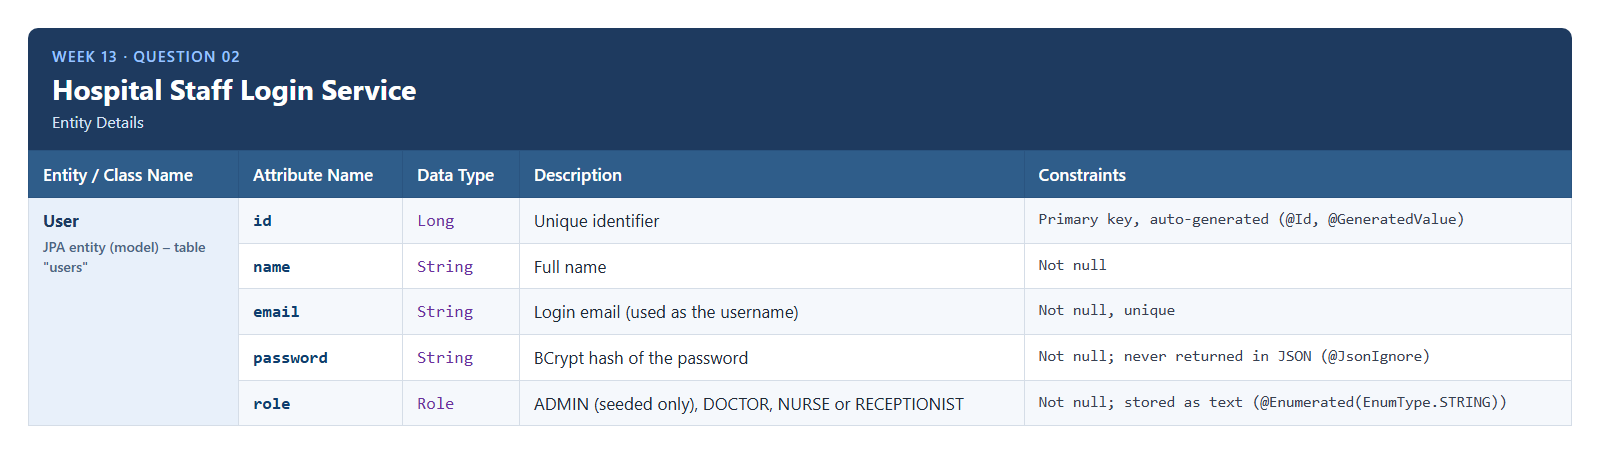 WEEK 13 · QUESTION 02
Hospital Staff Login Service
Entity Details
Entity / Class Name Attribute Name Data Type Description Constraints
User id Long Unique identifier Primary key, auto-generated (@Id, @GeneratedValue)
JPA entity (model) – table
"users"
name String Full name Not null
email String Login email (used as the username) Not null, unique
password String BCrypt hash of the password Not null; never returned in JSON (@JsonIgnore)
role Role ADMIN (seeded only), DOCTOR, NURSE or RECEPTIONIST Not null; stored as text (@Enumerated(EnumType.STRING))